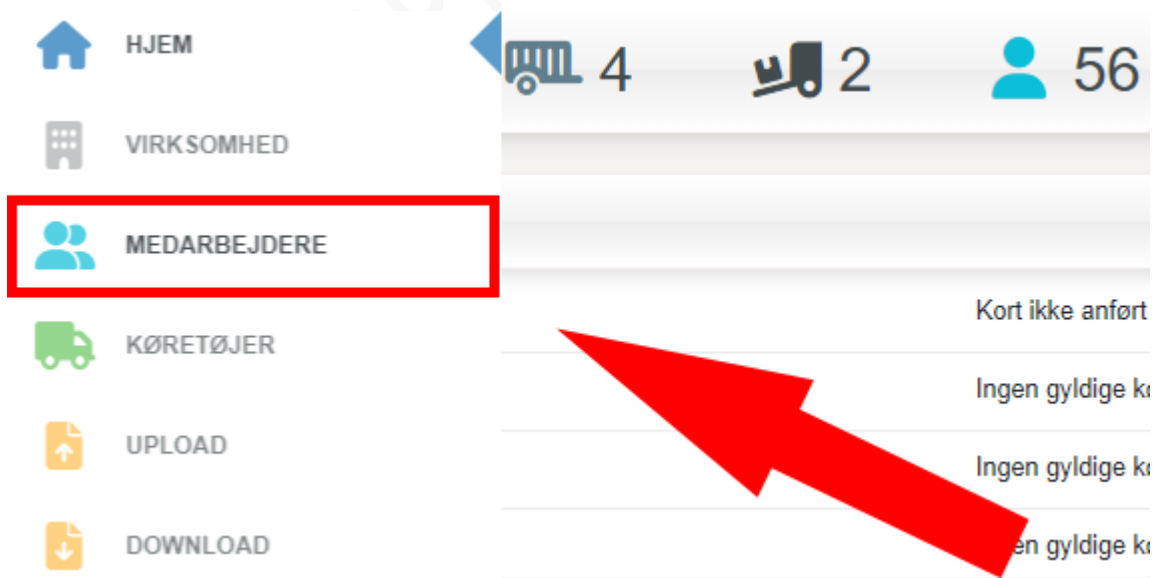 HJEM
4
2
56
VIRKSOMHED
MEDARBEJDERE
Kort ikke anført
KØRETØJER
Ingen gyldige
UPLOAD
Ingen gyldige
DOWNLOAD
gyldige